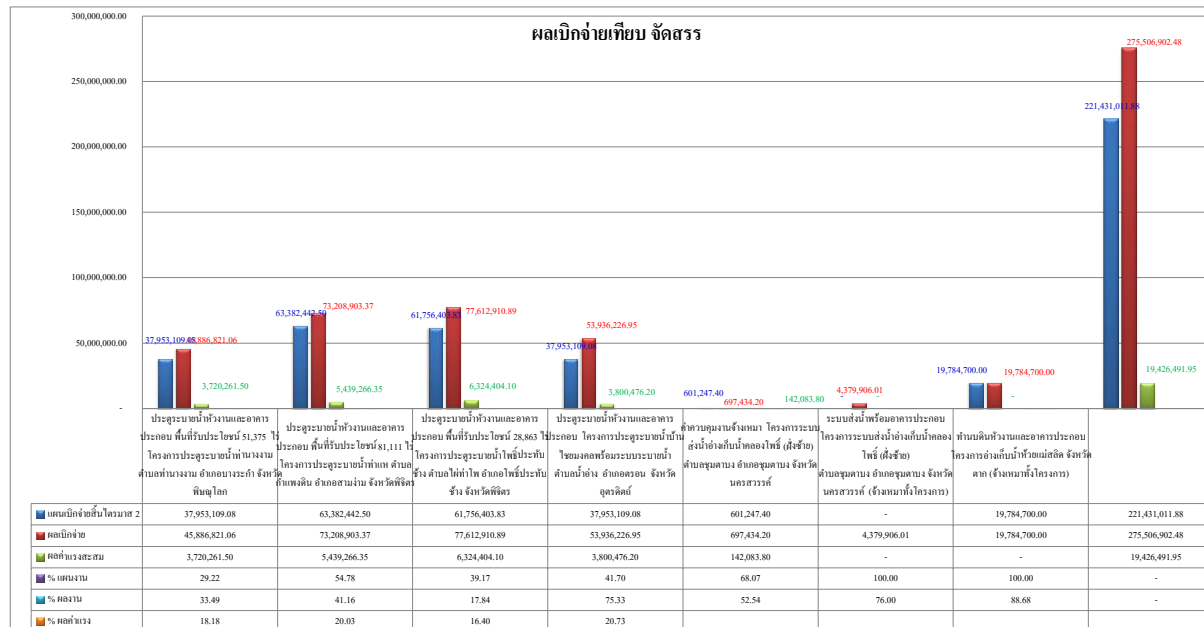 ผลเบิกจ่ายเทียบ จัดสรร
300,000,000.00
250,000,000.00
200,000,000.00
150,000,000.00
100,000,000.00
50,000,000.00
-
37,953,109.08
45,886,821.06
3,720,261.50
63,382,442.50
73,208,903.37
5,439,266.35
61,756,403.83
77,612,910.89
6,324,404.10
37,953,109.08
53,936,226.95
3,800,476.20
601,247.40
697,434.20
142,083.80
-
4,379,906.01
-
19,784,700.00
19,784,700.00
-
221,431,011.88
275,506,902.48
19,426,491.95
ประตูระบายน้ำหัวงานและอาคาร
ประกอบ พื้นที่รับประโยชน์ 51,375 ไร่
โครงการประตูระบายน้ำท่านางงาม
ตำบลท่านางงาม อำเภอบางระกำ จังหวัด
พิษณุโลก
ประตูระบายน้ำหัวงานและอาคาร
ประกอบ พื้นที่รับประโยชน์ 81,111 ไร่
โครงการประตูระบายน้ำท่าแห ตำบล
กำแพงดิน อำเภอสามง่าม จังหวัดพิจิตร
ประตูระบายน้ำหัวงานและอาคาร
ประกอบ พื้นที่รับประโยชน์ 28,863 ไร่
โครงการประตูระบายน้ำโพธิ์ประทับ
ช้าง ตำบลไผ่ท่าโพ อำเภอโพธิ์ประทับ
ช้าง จังหวัดพิจิตร
ประตูระบายน้ำหัวงานและอาคาร
ประกอบ โครงการประตูระบายน้ำบ้าน
ไชยมงคลพร้อมระบบระบายน้ำ
ตำบลน้ำอ่าง อำเภอตรอน จังหวัด
อุตรดิตถ์
ค่าควบคุมงานจ้างเหมา โครงการระบบ
ส่งน้ำอ่างเก็บน้ำคลองโพธิ์ (ฝั่งซ้าย)
ตำบลชุมตาบง อำเภอชุมตาบง จังหวัด
นครสวรรค์
ระบบส่งน้ำพร้อมอาคารประกอบ
โครงการระบบส่งน้ำอ่างเก็บน้ำคลอง
โพธิ์ (ฝั่งซ้าย)
ตำบลชุมตาบง อำเภอชุมตาบง จังหวัด
นครสวรรค์ (จ้างเหมาทั้งโครงการ)
ทำนบดินหัวงานและอาคารประกอบ
โครงการอ่างเก็บน้ำห้วยแม่สลิด จังหวัด
ตาก (จ้างเหมาทั้งโครงการ)
แผนเบิกจ่ายสิ้นไตรมาส 2 37,953,109.08 63,382,442.50 61,756,403.83 37,953,109.08 601,247.40 - 19,784,700.00 221,431,011.88
ผลเบิกจ่าย 45,886,821.06 73,208,903.37 77,612,910.89 53,936,226.95 697,434.20 4,379,906.01 19,784,700.00 275,506,902.48
ผลค่าแรงสะสม 3,720,261.50 5,439,266.35 6,324,404.10 3,800,476.20 142,083.80 - - 19,426,491.95
% แผนงาน 29.22 54.78 39.17 41.70 68.07 100.00 100.00 -
% ผลงาน 33.49 41.16 17.84 75.33 52.54 76.00 88.68 -
% ผลค่าแรง 18.18 20.03 16.40 20.73